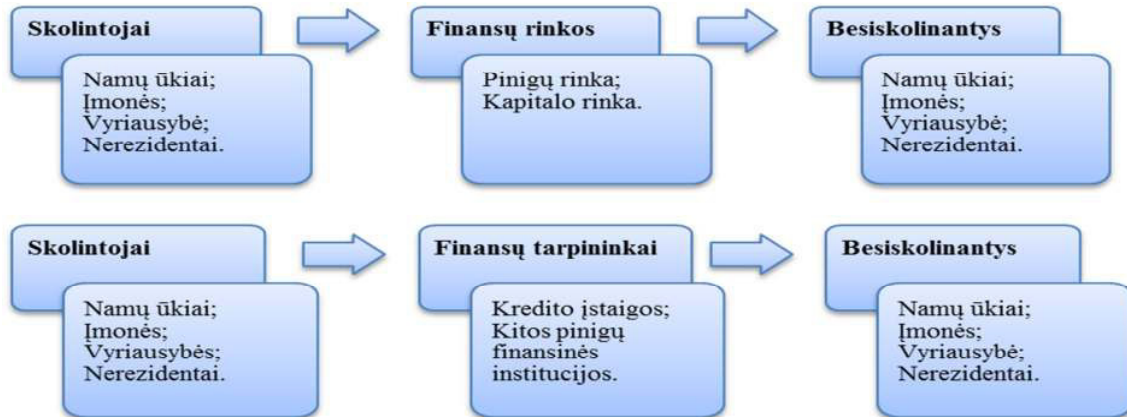 Skolintojai
Namų ūkiai;
Įmonės;
Vyriausybė;
Nerezidentai.
Finansų rinkos
Pinigų rinka;
Kapitalo rinka.
Besiskolinantys
Namų ūkiai;
Įmonės;
Vyriausybė;
Nerezidentai.
Skolintojai
Namų ūkiai;
Įmonės;
Vyriausybės;
Nerezidentai.
Finansų tarpininkai
Kredito įstaigos;
Kitos pinigų
finansinės
institucijos.
Besiskolinantys
Namų ūkiai;
Įmonės;
Vyriausybė;
Nerezidentai.